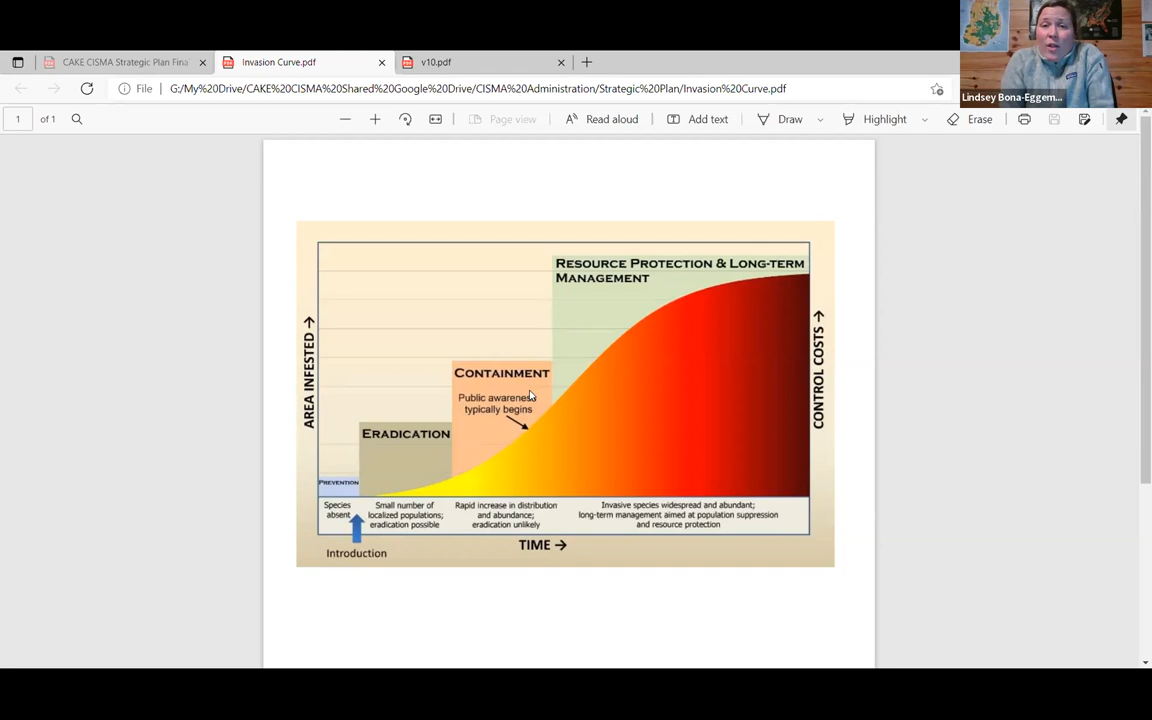 CAKE CISMA Strategic Plan Fina
Invasion Curve.pdf
v10.pdf
File
G:/My%20Drive/CAKE%20CISMA%20Shared%20Google%20Drive/CISMA%20Administration/Strategic%20Plan/Invasion%20Curve.pdf
1
of 1
Page view
Read aloud
Add text
Draw
Highlight
Erase
Lindsey Bona-Eggem...
RESOURCE PROTECTION & LONG-TERM
MANAGEMENT
AREA INFESTED →
CONTROL COSTS →
CONTAINMENT
Public awareness
typically begins
ERADICATION
PREVENTION
Species
absent
Small number of
localized populations;
eradication possible
Rapid increase in distribution
and abundance;
eradication unlikely
Invasive species widespread and abundant;
long-term management aimed at population suppression
and resource protection
Introduction
TIME →